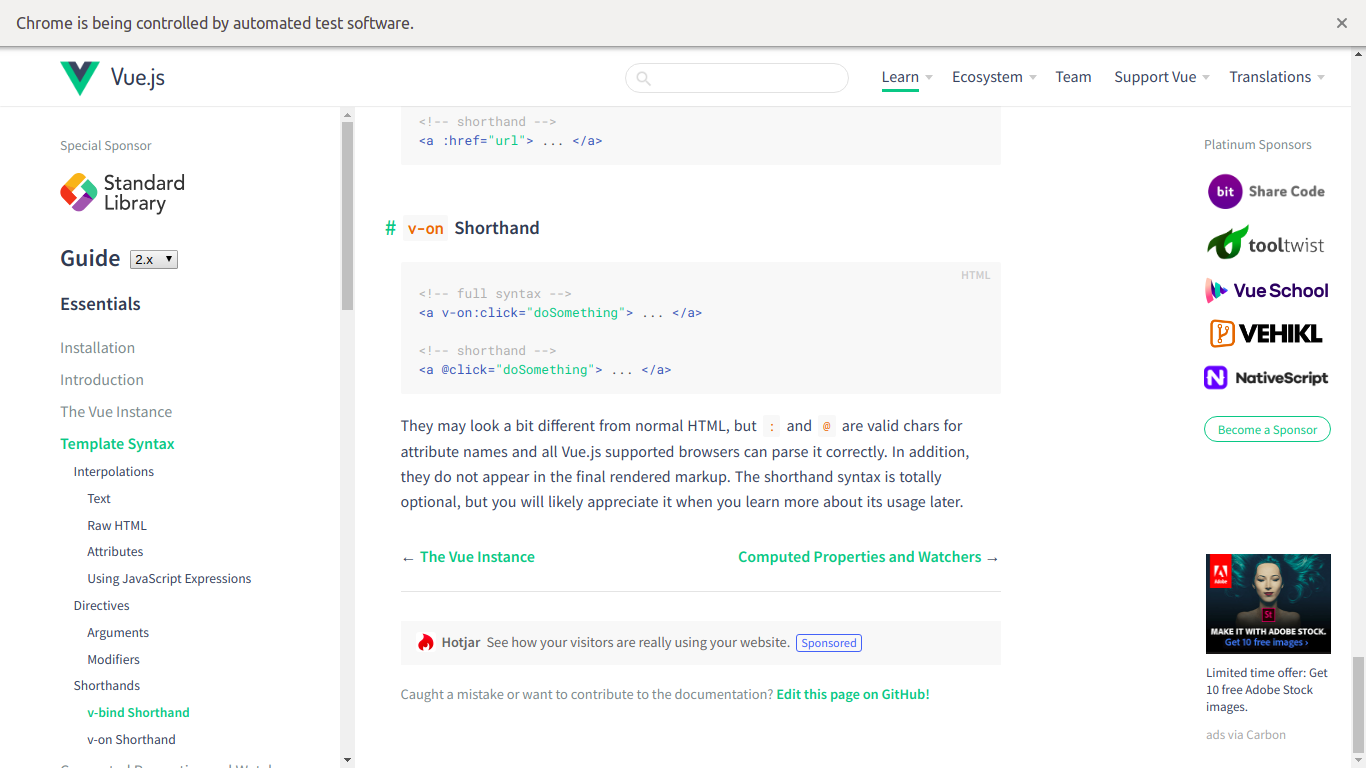 Chrome is being controlled by automated test software.
Vue.js
Learn
Ecosystem
Team
Support Vue
Translations
Special Sponsor
Standard
Library
Guide 2.x
Essentials
Installation
Introduction
The Vue Instance
Template Syntax
Interpolations
Text
Raw HTML
Attributes
Using JavaScript Expressions
Directives
Arguments
Modifiers
Shorthands
v-bind Shorthand
v-on Shorthand
<!-- shorthand -->
<a :href="url"> ... </a>
# v-on Shorthand
HTML
<!-- full syntax -->
<a v-on:click="doSomething"> ... </a>
<!-- shorthand -->
<a @click="doSomething"> ... </a>
They may look a bit different from normal HTML, but : and @ are valid chars for
attribute names and all Vue.js supported browsers can parse it correctly. In addition,
they do not appear in the final rendered markup. The shorthand syntax is totally
optional, but you will likely appreciate it when you learn more about its usage later.
← The Vue Instance
Computed Properties and Watchers →
Hotjar See how your visitors are really using your website. Sponsored
Caught a mistake or want to contribute to the documentation? Edit this page on GitHub!
Platinum Sponsors
bit Share Code
tooltwist
Vue School
VEHIKL
N NativeScript
Become a Sponsor
Adobe
St
MAKE IT WITH ADOBE STOCK.
Get 10 free images ›
Limited time offer: Get
10 free Adobe Stock
images.
ads via Carbon